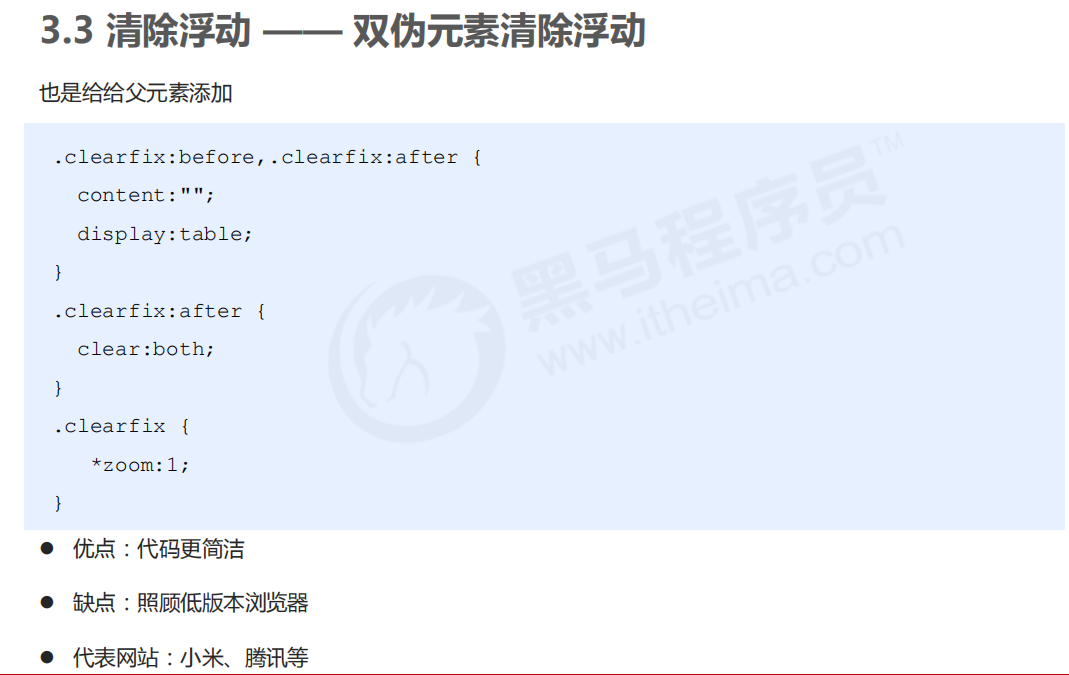 3.3 清除浮动 —— 双伪元素清除浮动
也是给给父元素添加
.clearfix:before,.clearfix:after {
content:"";
display:table;
}
.clearfix:after {
clear:both;
}
.clearfix {
*zoom:1;
}
黑马程序员™
www.itheima.com
● 优点：代码更简洁
● 缺点：照顾低版本浏览器
● 代表网站：小米、腾讯等